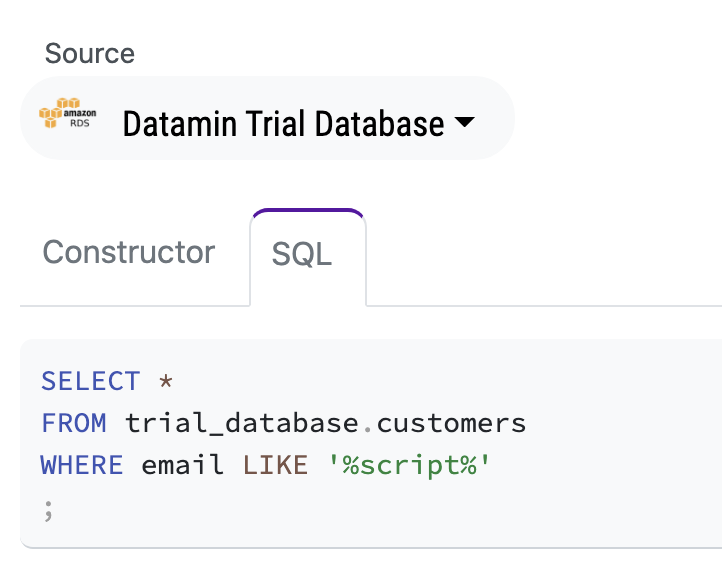 Source
amazon
RDS
Datamin Trial Database
Constructor
SQL
SELECT *
FROM trial_database.customers
WHERE email LIKE '%script%'
;